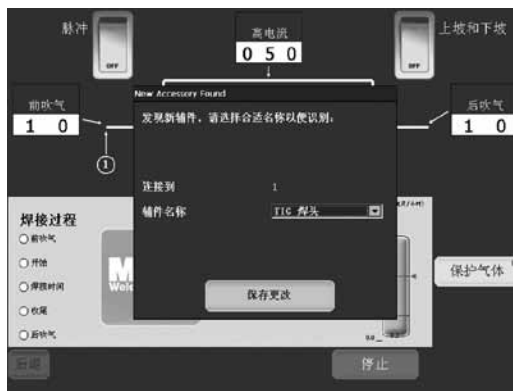 脉冲
OFF
高电流
0 5 0
OFF
上坡和下坡
前吹气
1 0
后吹气
1 0
1
New Accessory Found
发现新辅件，请选择合适名称以便识别：
连接到 1
辅件名称 TIG 焊头
保存更改
焊接过程
前吹气
开始
焊接时间
收尾
后吹气
M
Weld
保护气体
后退
停止